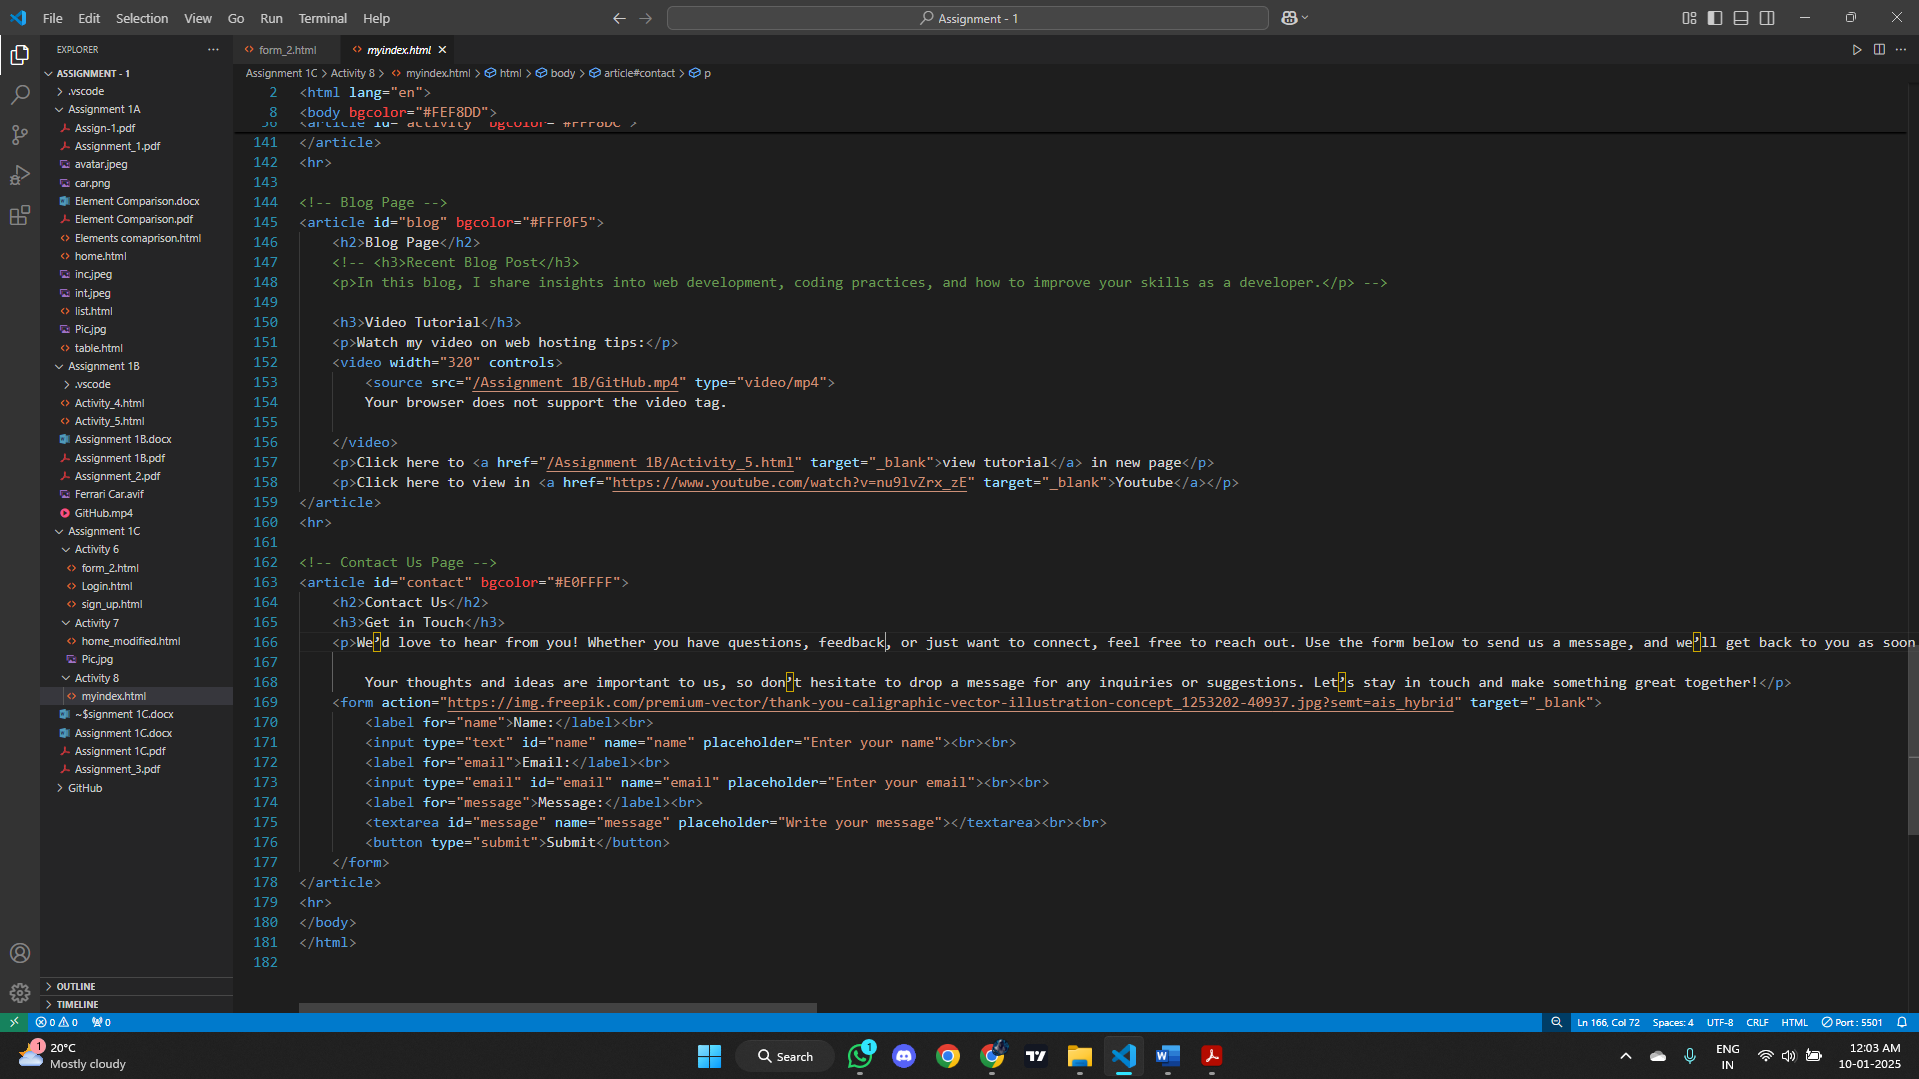 File Edit Selection View Go Run Terminal Help
Assignment - 1
EXPLORER
form_2.html
myindex.html
ASSIGNMENT - 1
.vscode
Assignment 1A
Assign-1.pdf
Assignment_1.pdf
avatar.jpeg
car.png
Element Comparison.docx
Element Comparison.pdf
Elements comaprison.html
home.html
inc.jpeg
int.jpeg
list.html
Pic.jpg
table.html
Assignment 1B
.vscode
Activity_4.html
Activity_5.html
Assignment 1B.docx
Assignment 1B.pdf
Assignment_2.pdf
Ferrari Car.avif
GitHub.mp4
Assignment 1C
Activity 6
form_2.html
Login.html
sign_up.html
Activity 7
home_modified.html
Pic.jpg
Activity 8
myindex.html
~$signment 1C.docx
Assignment 1C.docx
Assignment 1C.pdf
Assignment_3.pdf
GitHub
OUTLINE
TIMELINE
Assignment 1C > Activity 8 > myindex.html > html > body > article#contact > p
2 <html lang="en">
8 <body bgcolor="#FEF8DD">
56 <article id="activity" bgcolor="#FFF8DC">
141 </article>
142 <hr>
143
144 <!-- Blog Page -->
145 <article id="blog" bgcolor="#FFF0F5">
146 <h2>Blog Page</h2>
147 <!-- <h3>Recent Blog Post</h3>
148 <p>In this blog, I share insights into web development, coding practices, and how to improve your skills as a developer.</p> -->
149
150 <h3>Video Tutorial</h3>
151 <p>Watch my video on web hosting tips:</p>
152 <video width="320" controls>
153 <source src="/Assignment 1B/GitHub.mp4" type="video/mp4">
154 Your browser does not support the video tag.
155
156 </video>
157 <p>Click here to <a href="/Assignment 1B/Activity_5.html" target="_blank">view tutorial</a> in new page</p>
158 <p>Click here to view in <a href="https://www.youtube.com/watch?v=nu9lvZrx_zE" target="_blank">Youtube</a></p>
159 </article>
160 <hr>
161
162 <!-- Contact Us Page -->
163 <article id="contact" bgcolor="#E0FFFF">
164 <h2>Contact Us</h2>
165 <h3>Get in Touch</h3>
166 <p>We’d love to hear from you! Whether you have questions, feedback, or just want to connect, feel free to reach out. Use the form below to send us a message, and we’ll get back to you as soon
167
168 Your thoughts and ideas are important to us, so don’t hesitate to drop a message for any inquiries or suggestions. Let’s stay in touch and make something great together!</p>
169 <form action="https://img.freepik.com/premium-vector/thank-you-caligraphic-vector-illustration-concept_1253202-40937.jpg?semt=ais_hybrid" target="_blank">
170 <label for="name">Name:</label><br>
171 <input type="text" id="name" name="name" placeholder="Enter your name"><br><br>
172 <label for="email">Email:</label><br>
173 <input type="email" id="email" name="email" placeholder="Enter your email"><br><br>
174 <label for="message">Message:</label><br>
175 <textarea id="message" name="message" placeholder="Write your message"></textarea><br><br>
176 <button type="submit">Submit</button>
177 </form>
178 </article>
179 <hr>
180 </body>
181 </html>
182
0 0 0
Ln 166, Col 72 Spaces: 4 UTF-8 CRLF HTML Port : 5501
1
20°C
Mostly cloudy
Search
1
ENG
IN
12:03 AM
10-01-2025